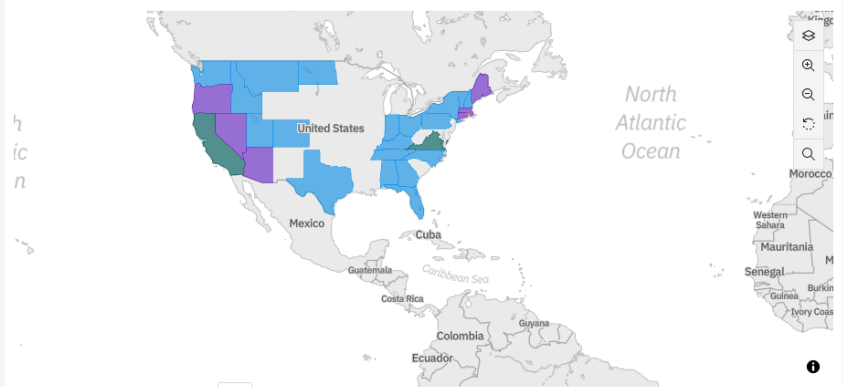 North
Atlantic
Ocean
United States
Morocco
Western
Sahara
Mexico
Cuba
Mauritania
Guatemala
Caribbean Sea
Senegal
Costa Rica
Guinea
Ivory Coas
Guyana
Colombia
Ecuador